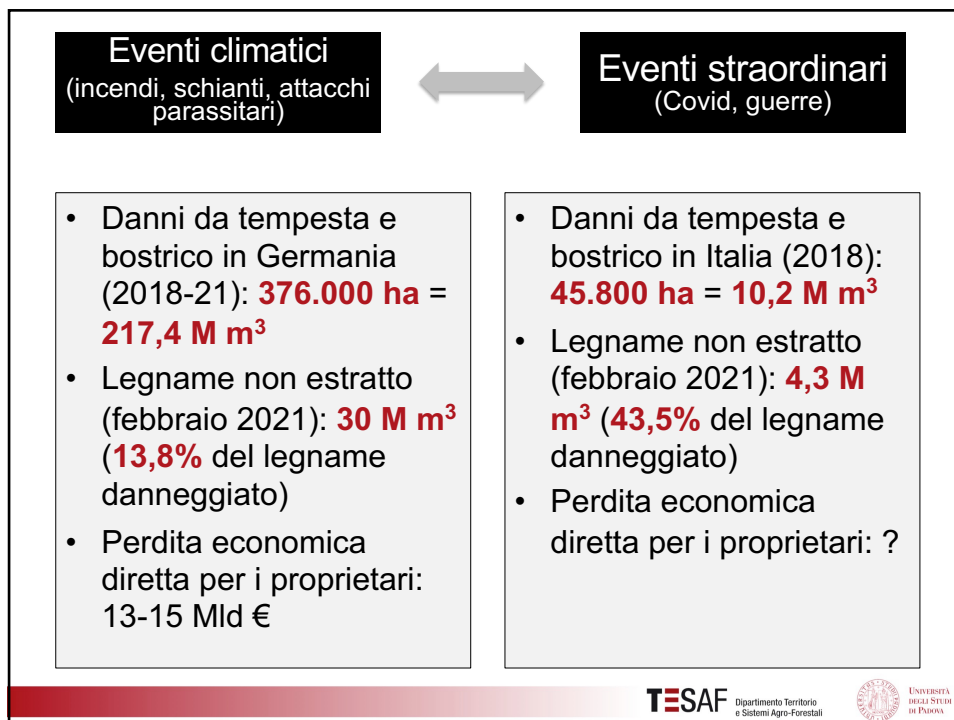 Eventi climatici
(incendi, schianti, attacchi
parassitari)
Eventi straordinari
(Covid, guerre)
• Danni da tempesta e
bostrico in Germania
(2018-21): 376.000 ha =
217,4 M m³
• Legname non estratto
(febbraio 2021): 30 M m³
(13,8% del legname
danneggiato)
• Perdita economica
diretta per i proprietari:
13-15 Mld €
• Danni da tempesta e
bostrico in Italia (2018):
45.800 ha = 10,2 M m³
• Legname non estratto
(febbraio 2021): 4,3 M
m³ (43,5% del legname
danneggiato)
• Perdita economica
diretta per i proprietari: ?
TESAF Dipartimento Territorio
e Sistemi Agro-Forestali
UNIVERSITÀ
DEGLI STUDI
DI PADOVA